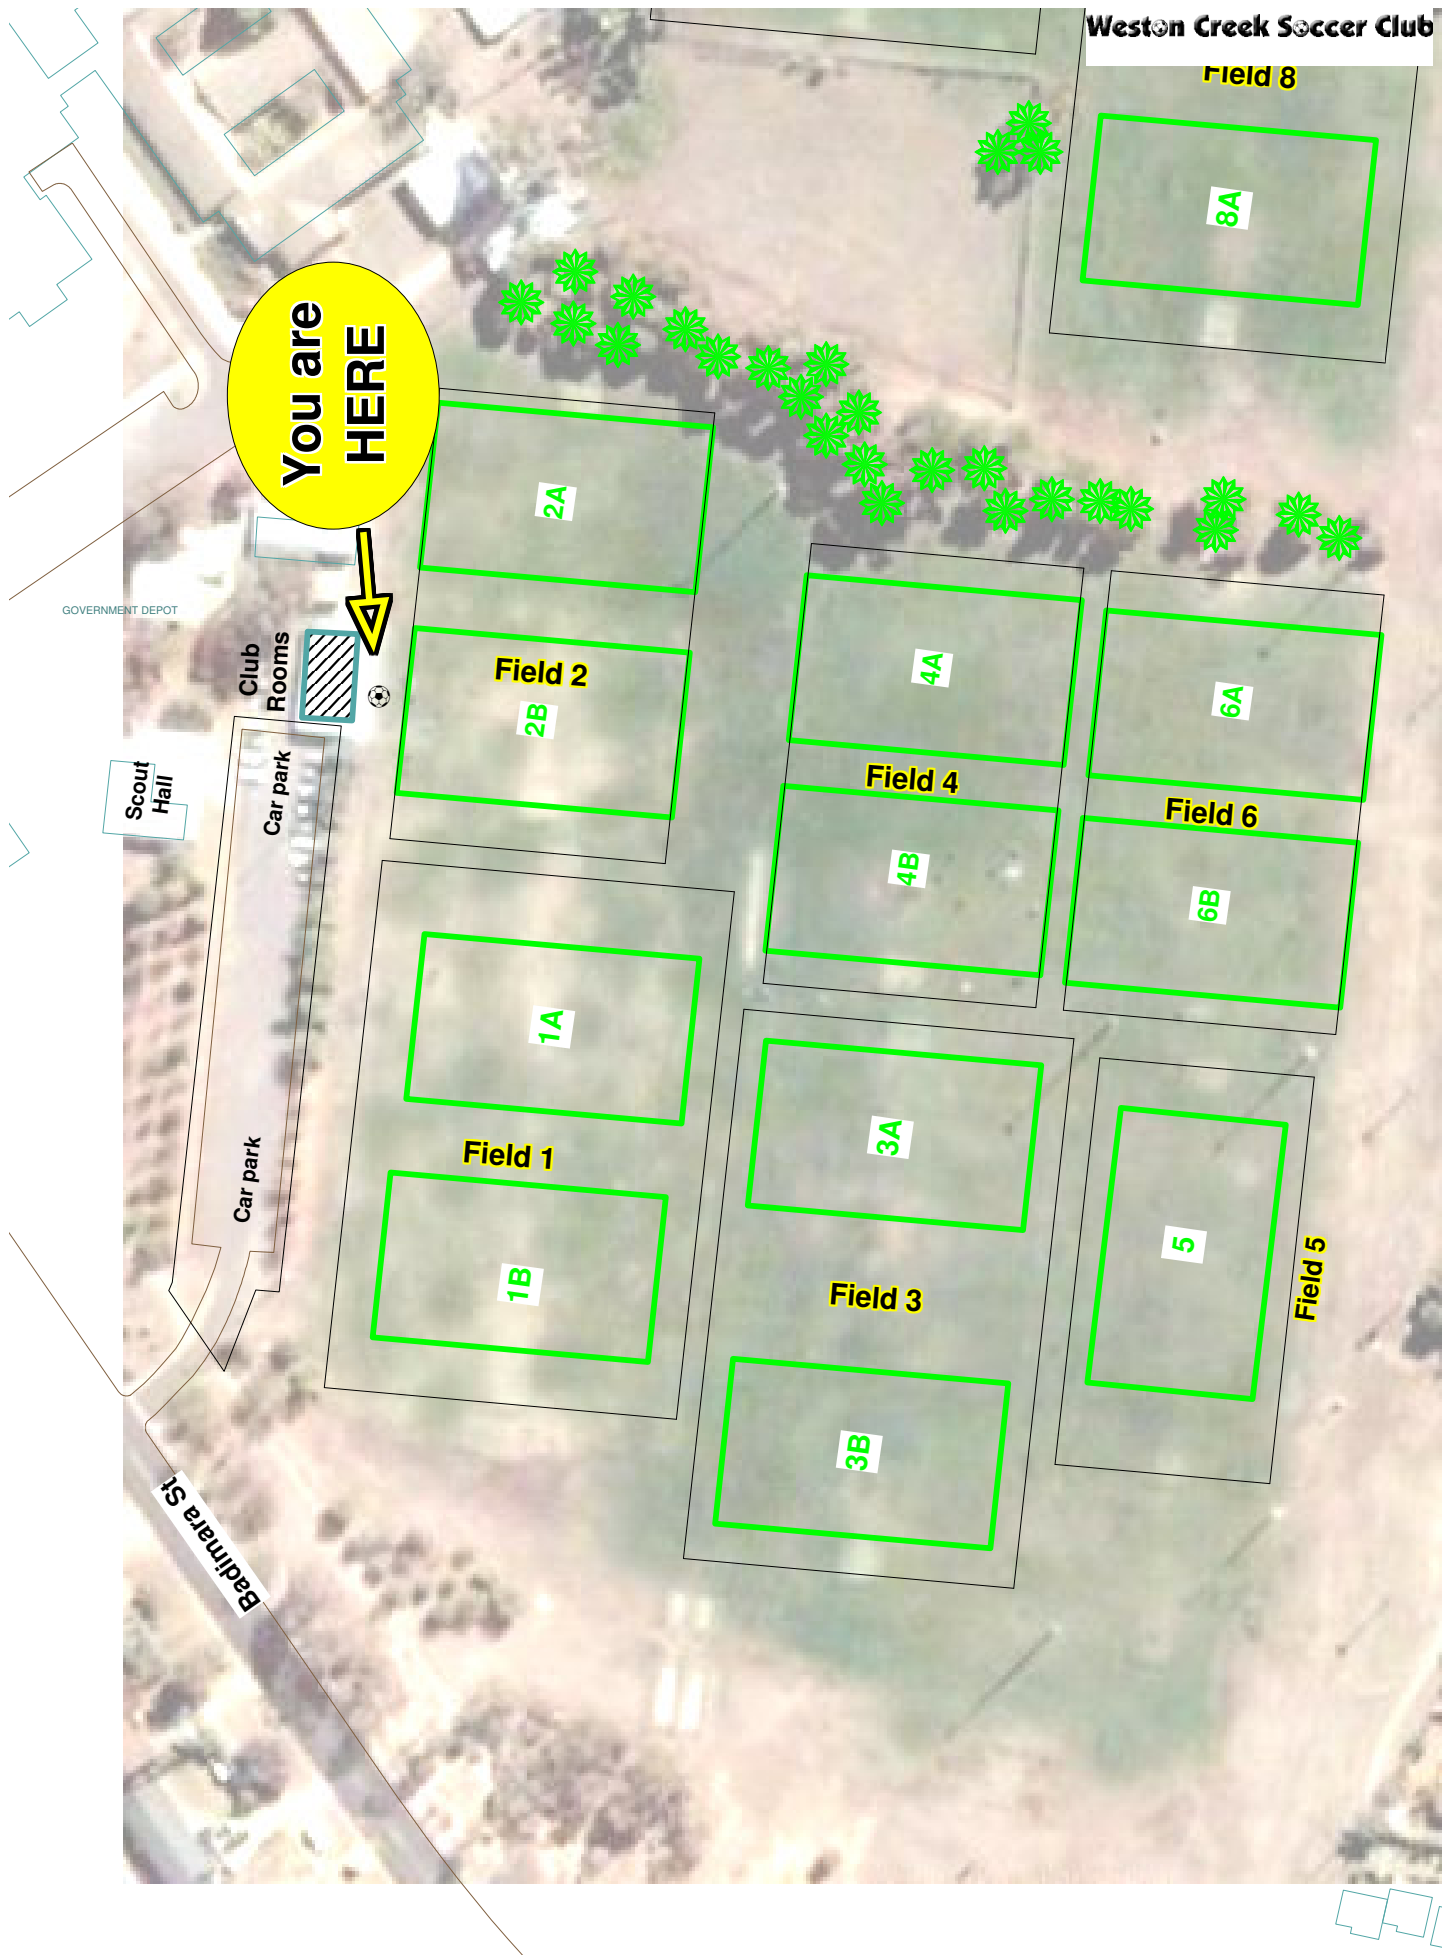 Weston Creek Soccer Club
Field 8
8A
You are
HERE
2A
GOVERNMENT DEPOT
Club
Rooms
Field 2
2B
4A
6A
Scout
Hall
Car park
Field 4
Field 6
4B
6B
1A
3A
Car park
Field 1
5
Field 5
1B
Field 3
3B
Badimara St